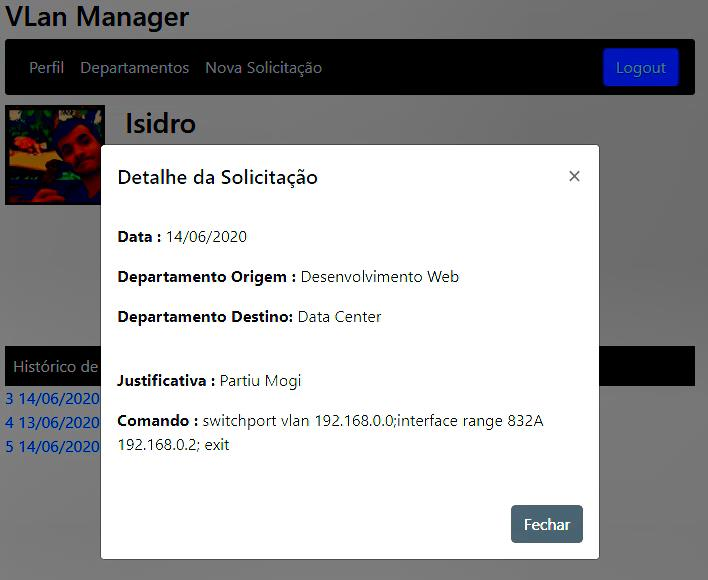 VLan Manager
Perfil Departamentos Nova Solicitação Logout
Isidro
Detalhe da Solicitação ×
Data : 14/06/2020
Departamento Origem : Desenvolvimento Web
Departamento Destino: Data Center
Histórico de
Justificativa : Partiu Mogi
3 14/06/2020
4 13/06/2020
Comando : switchport vlan 192.168.0.0;interface range 832A
5 14/06/2020
192.168.0.2; exit
Fechar